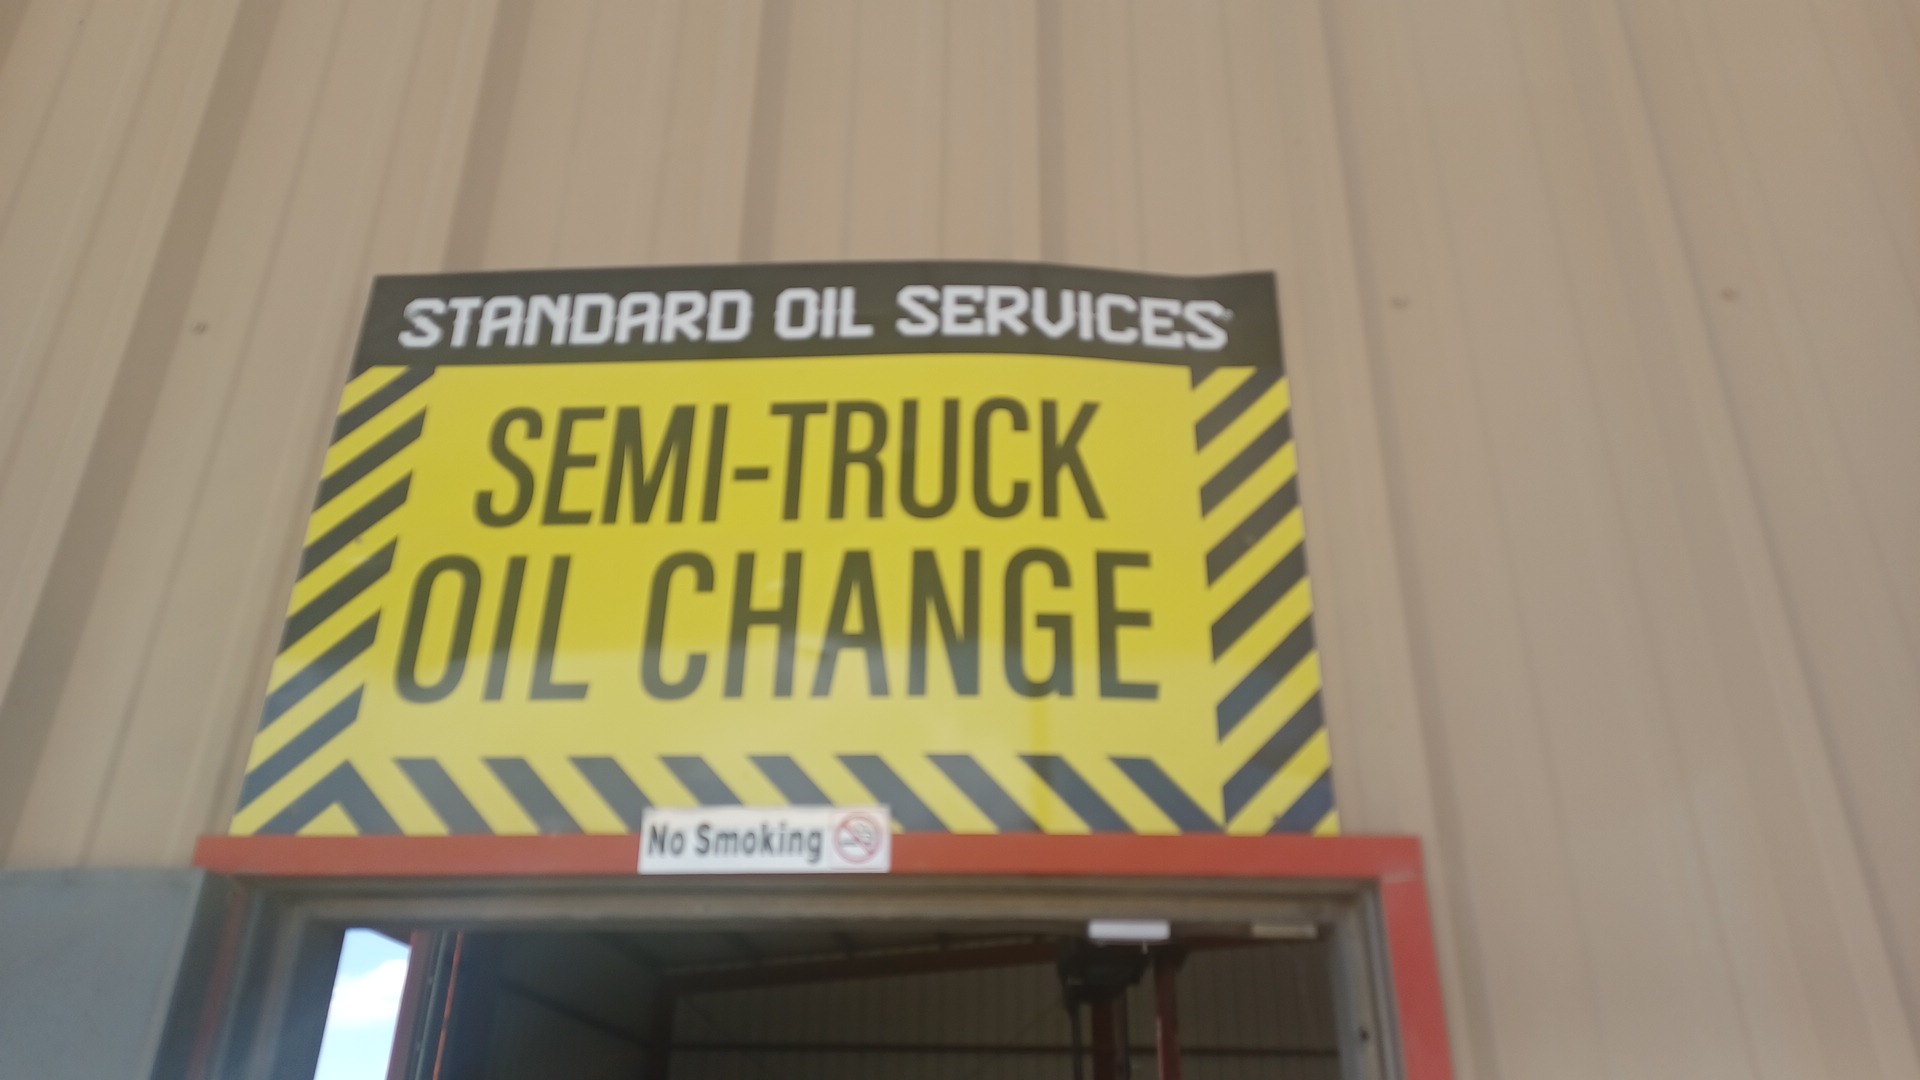 STANDARD OIL SERVICES
SEMI-TRUCK
OIL CHANGE
No Smoking